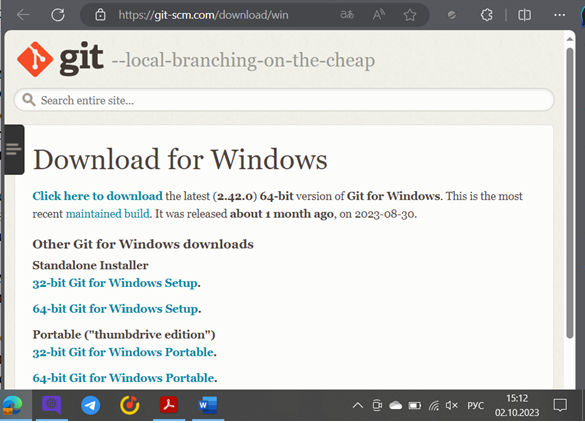 https://git-scm.com/download/win
git --local-branching-on-the-cheap
Search entire site...
Download for Windows
Click here to download the latest (2.42.0) 64-bit version of Git for Windows. This is the most
recent maintained build. It was released about 1 month ago, on 2023-08-30.
Other Git for Windows downloads
Standalone Installer
32-bit Git for Windows Setup.
64-bit Git for Windows Setup.
Portable ("thumbdrive edition")
32-bit Git for Windows Portable.
64-bit Git for Windows Portable.
РУС
15:12
02.10.2023